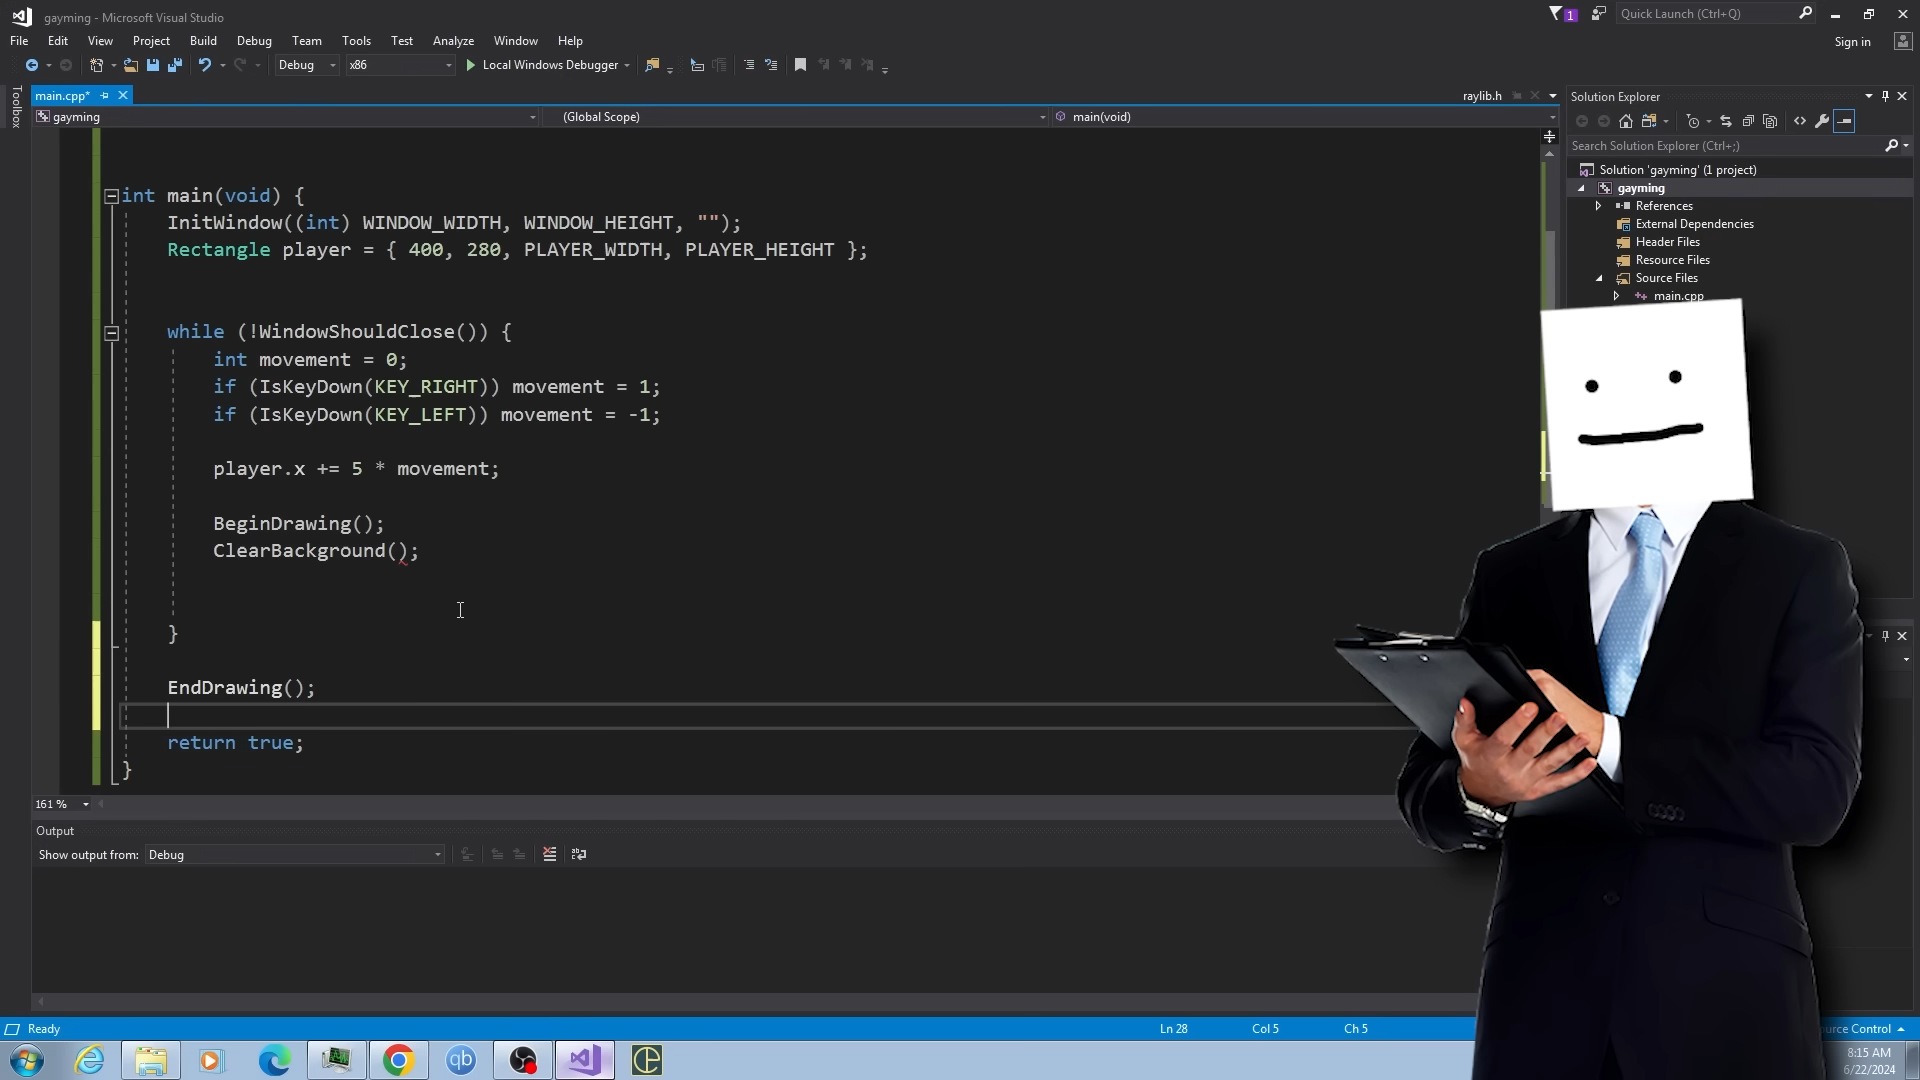 gayming - Microsoft Visual Studio
1
Quick Launch (Ctrl+Q)
File Edit View Project Build Debug Team Tools Test Analyze Window Help
Sign in
Debug x86 Local Windows Debugger
Toolbox
main.cpp*
raylib.h
gayming (Global Scope) main(void)
int main(void) {
InitWindow((int) WINDOW_WIDTH, WINDOW_HEIGHT, "");
Rectangle player = { 400, 280, PLAYER_WIDTH, PLAYER_HEIGHT };
while (!WindowShouldClose()) {
int movement = 0;
if (IsKeyDown(KEY_RIGHT)) movement = 1;
if (IsKeyDown(KEY_LEFT)) movement = -1;
player.x += 5 * movement;
BeginDrawing();
ClearBackground();
}
EndDrawing();
return true;
}
161 %
Output
Show output from: Debug
Solution Explorer
Search Solution Explorer (Ctrl+;)
Solution 'gayming' (1 project)
gayming
References
External Dependencies
Header Files
Resource Files
Source Files
main.cpp
Ready
Ln 28 Col 5 Ch 5
Control
qb
8:15 AM
6/22/2024